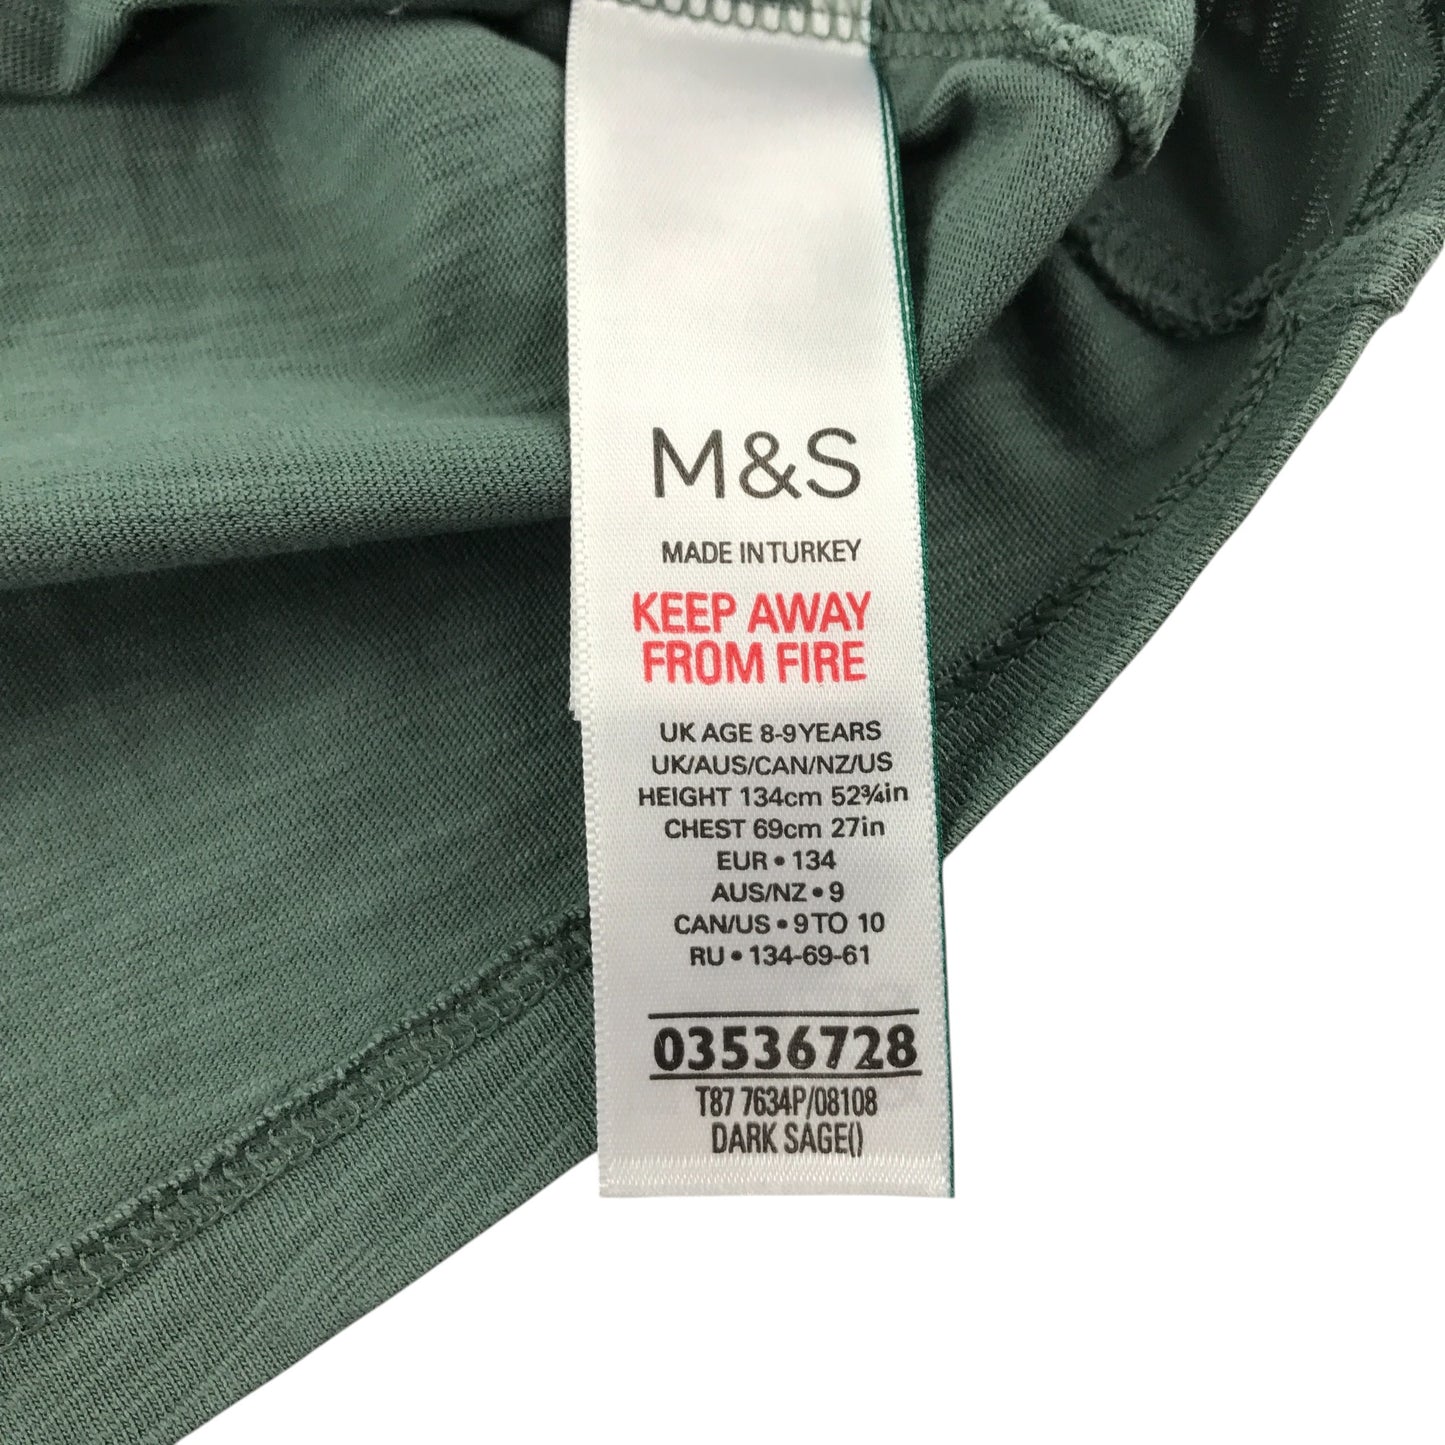 M&S
MADE IN TURKEY
KEEP AWAY
FROM FIRE
UK AGE 8-9 YEARS
UK/AUS/CAN/NZ/US
HEIGHT 134cm 52¾in
CHEST 69cm 27in
EUR • 134
AUS/NZ • 9
CAN/US • 9 TO 10
RU • 134-69-61
03536728
T87 7634P/08108
DARK SAGE()